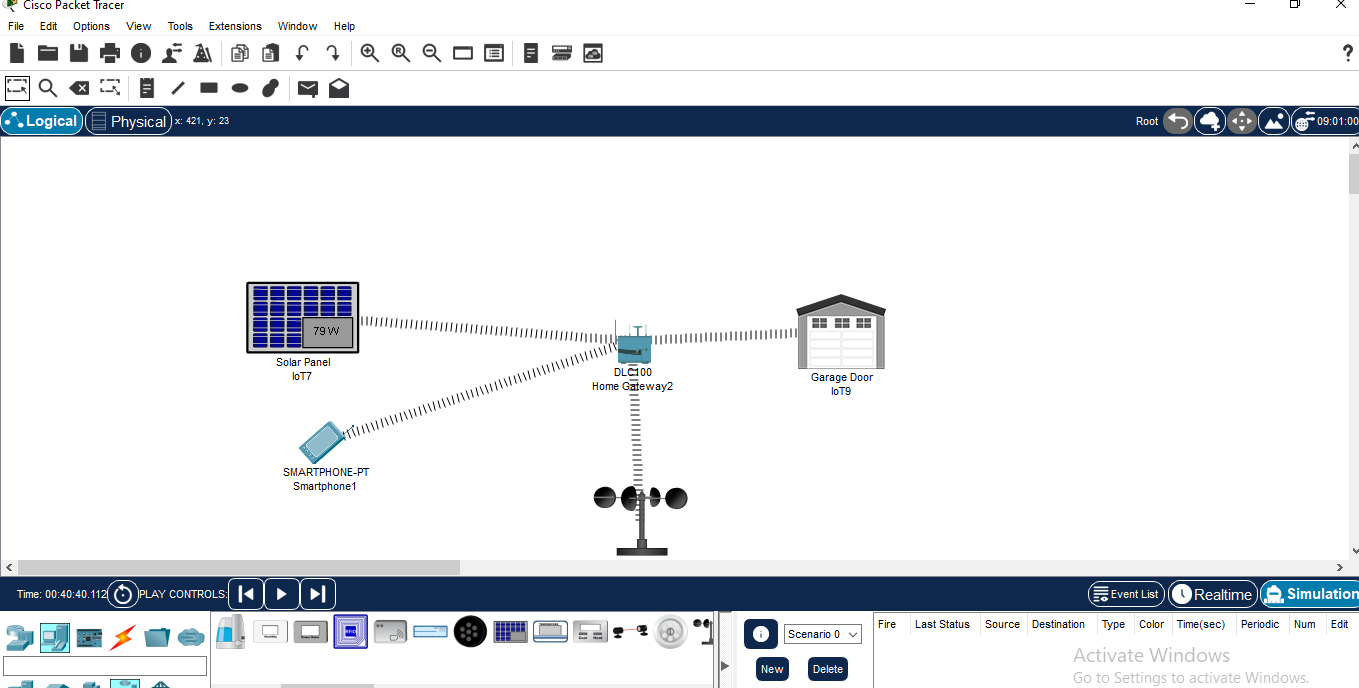 Cisco Packet Tracer
File Edit Options View Tools Extensions Window Help
?
Logical Physical x: 421, y: 23 Root 09:01:00
79 W
Solar Panel
IoT7
DLC100
Home Gateway2
Garage Door
IoT9
SMARTPHONE-PT
Smartphone1
Time: 00:40:40.112 PLAY CONTROLS: Event List Realtime Simulation
RFID
Scenario 0
New Delete
Fire Last Status Source Destination Type Color Time(sec) Periodic Num Edit
Activate Windows
Go to Settings to activate Windows.